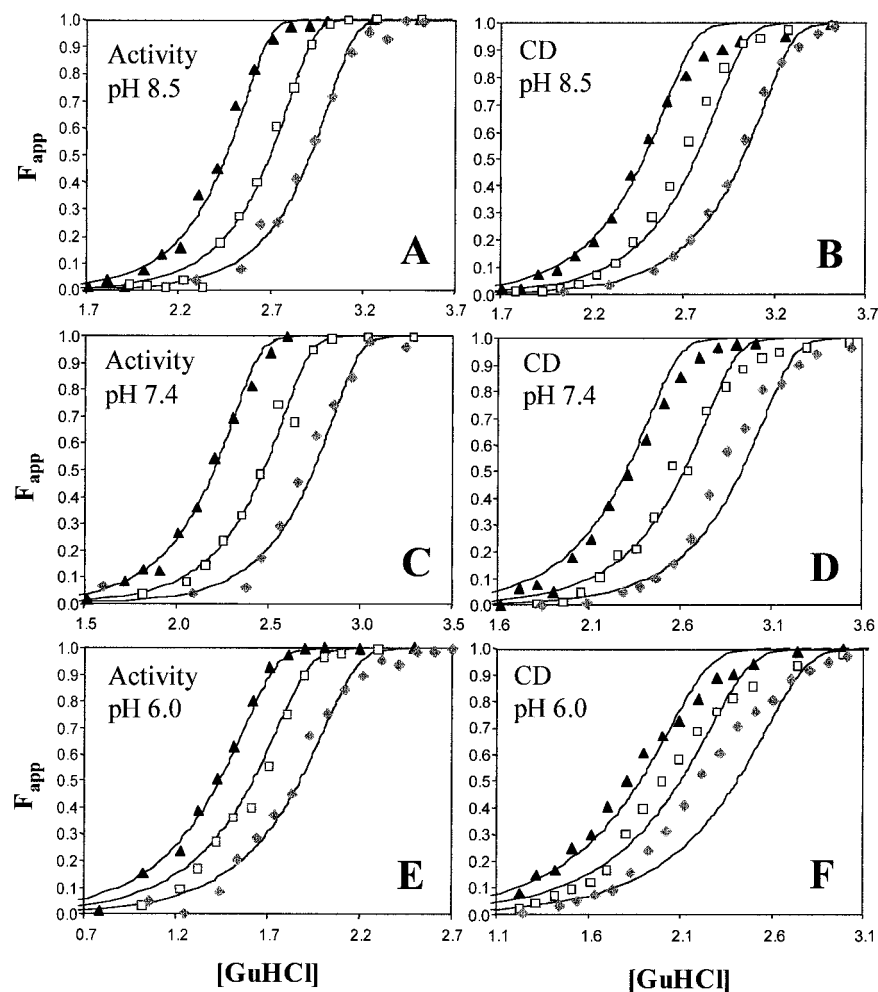 Activity
pH 8.5
F_app
1.0
0.9
0.8
0.7
0.6
0.5
0.4
0.3
0.2
0.1
0.0
A
1.7 2.2 2.7 3.2 3.7
CD
pH 8.5
1.0
0.9
0.8
0.7
0.6
0.5
0.4
0.3
0.2
0.1
0.0
B
1.7 2.2 2.7 3.2 3.7
Activity
pH 7.4
F_app
1.0
0.9
0.8
0.7
0.6
0.5
0.4
0.3
0.2
0.1
0.0
C
1.5 2.0 2.5 3.0 3.5
CD
pH 7.4
1.0
0.9
0.8
0.7
0.6
0.5
0.4
0.3
0.2
0.1
0.0
D
1.6 2.1 2.6 3.1 3.6
Activity
pH 6.0
F_app
1.0
0.9
0.8
0.7
0.6
0.5
0.4
0.3
0.2
0.1
0.0
E
0.7 1.2 1.7 2.2 2.7
[GuHCl]
CD
pH 6.0
1.0
0.9
0.8
0.7
0.6
0.5
0.4
0.3
0.2
0.1
0.0
F
1.1 1.6 2.1 2.6 3.1
[GuHCl]